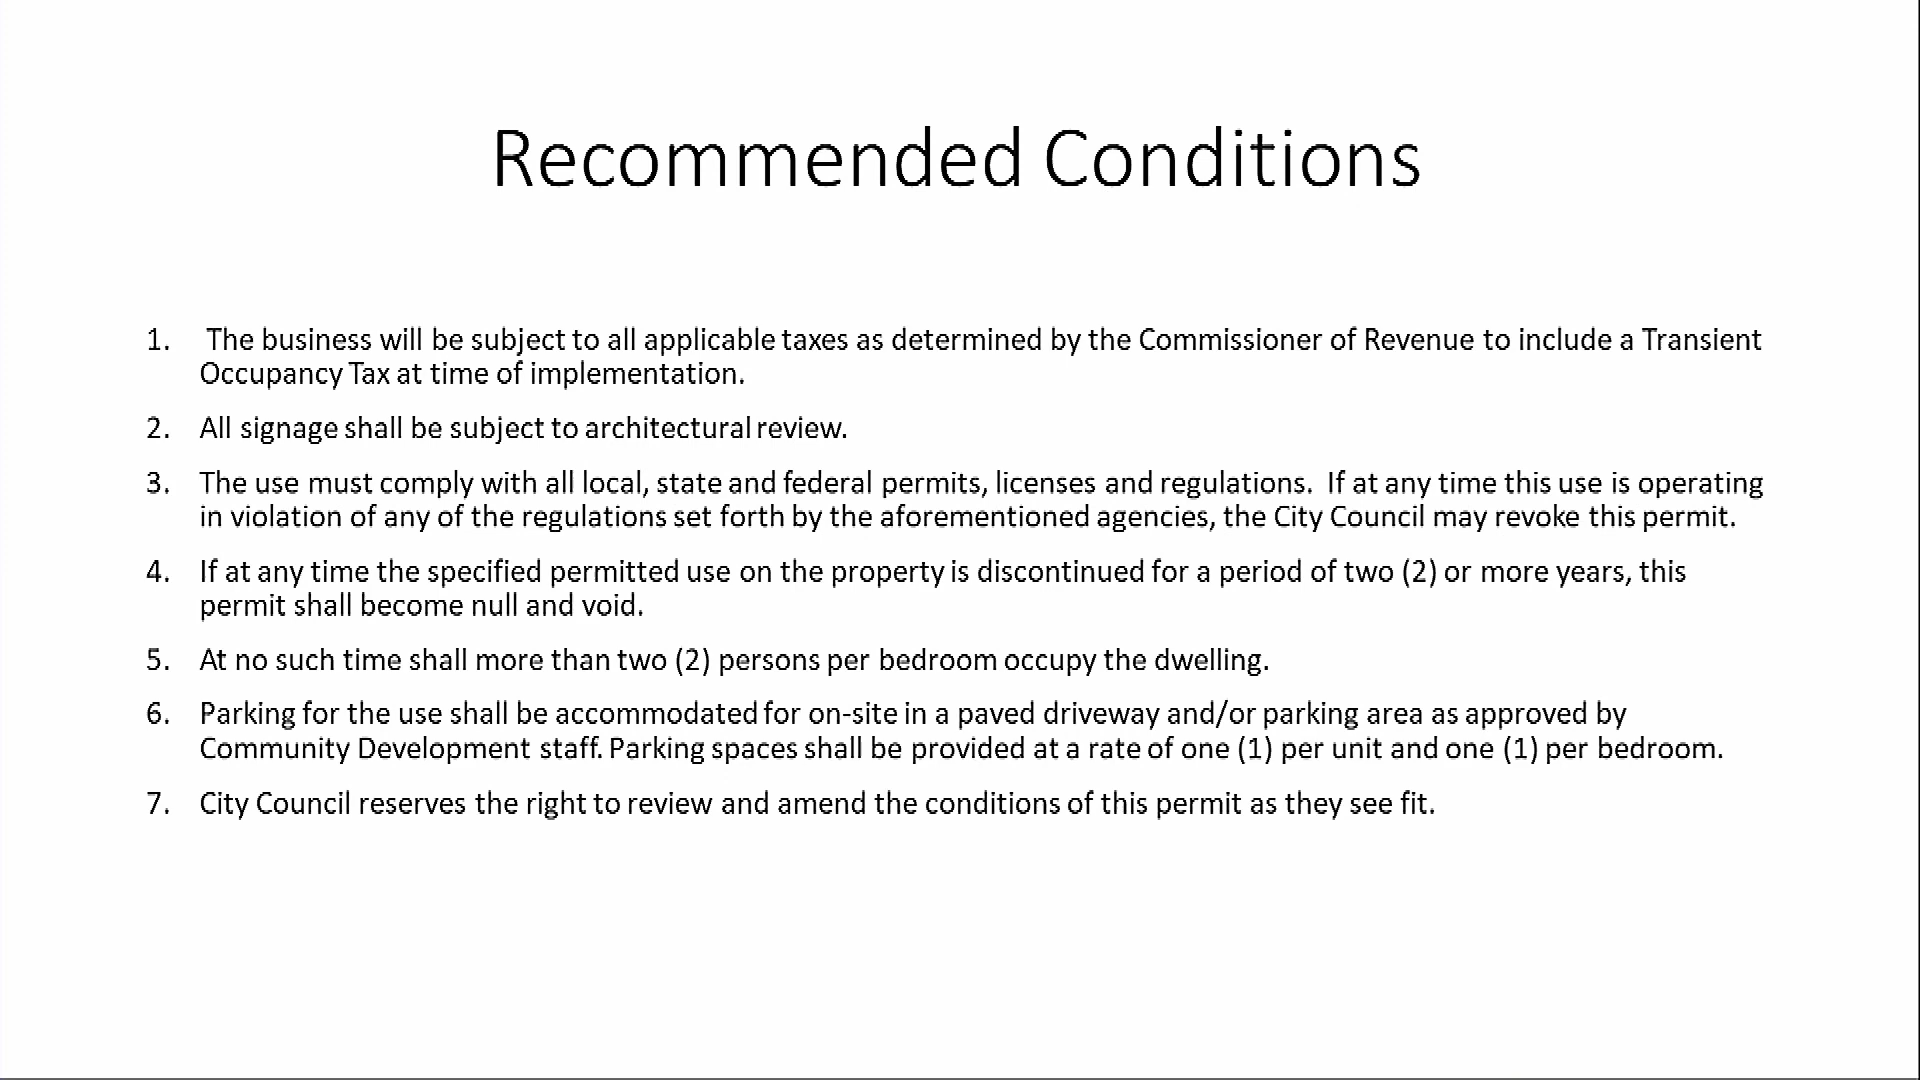 Recommended Conditions
1. The business will be subject to all applicable taxes as determined by the Commissioner of Revenue to include a Transient
Occupancy Tax at time of implementation.
2. All signage shall be subject to architectural review.
3. The use must comply with all local, state and federal permits, licenses and regulations. If at any time this use is operating
in violation of any of the regulations set forth by the aforementioned agencies, the City Council may revoke this permit.
4. If at any time the specified permitted use on the property is discontinued for a period of two (2) or more years, this
permit shall become null and void.
5. At no such time shall more than two (2) persons per bedroom occupy the dwelling.
6. Parking for the use shall be accommodated for on-site in a paved driveway and/or parking area as approved by
Community Development staff. Parking spaces shall be provided at a rate of one (1) per unit and one (1) per bedroom.
7. City Council reserves the right to review and amend the conditions of this permit as they see fit.